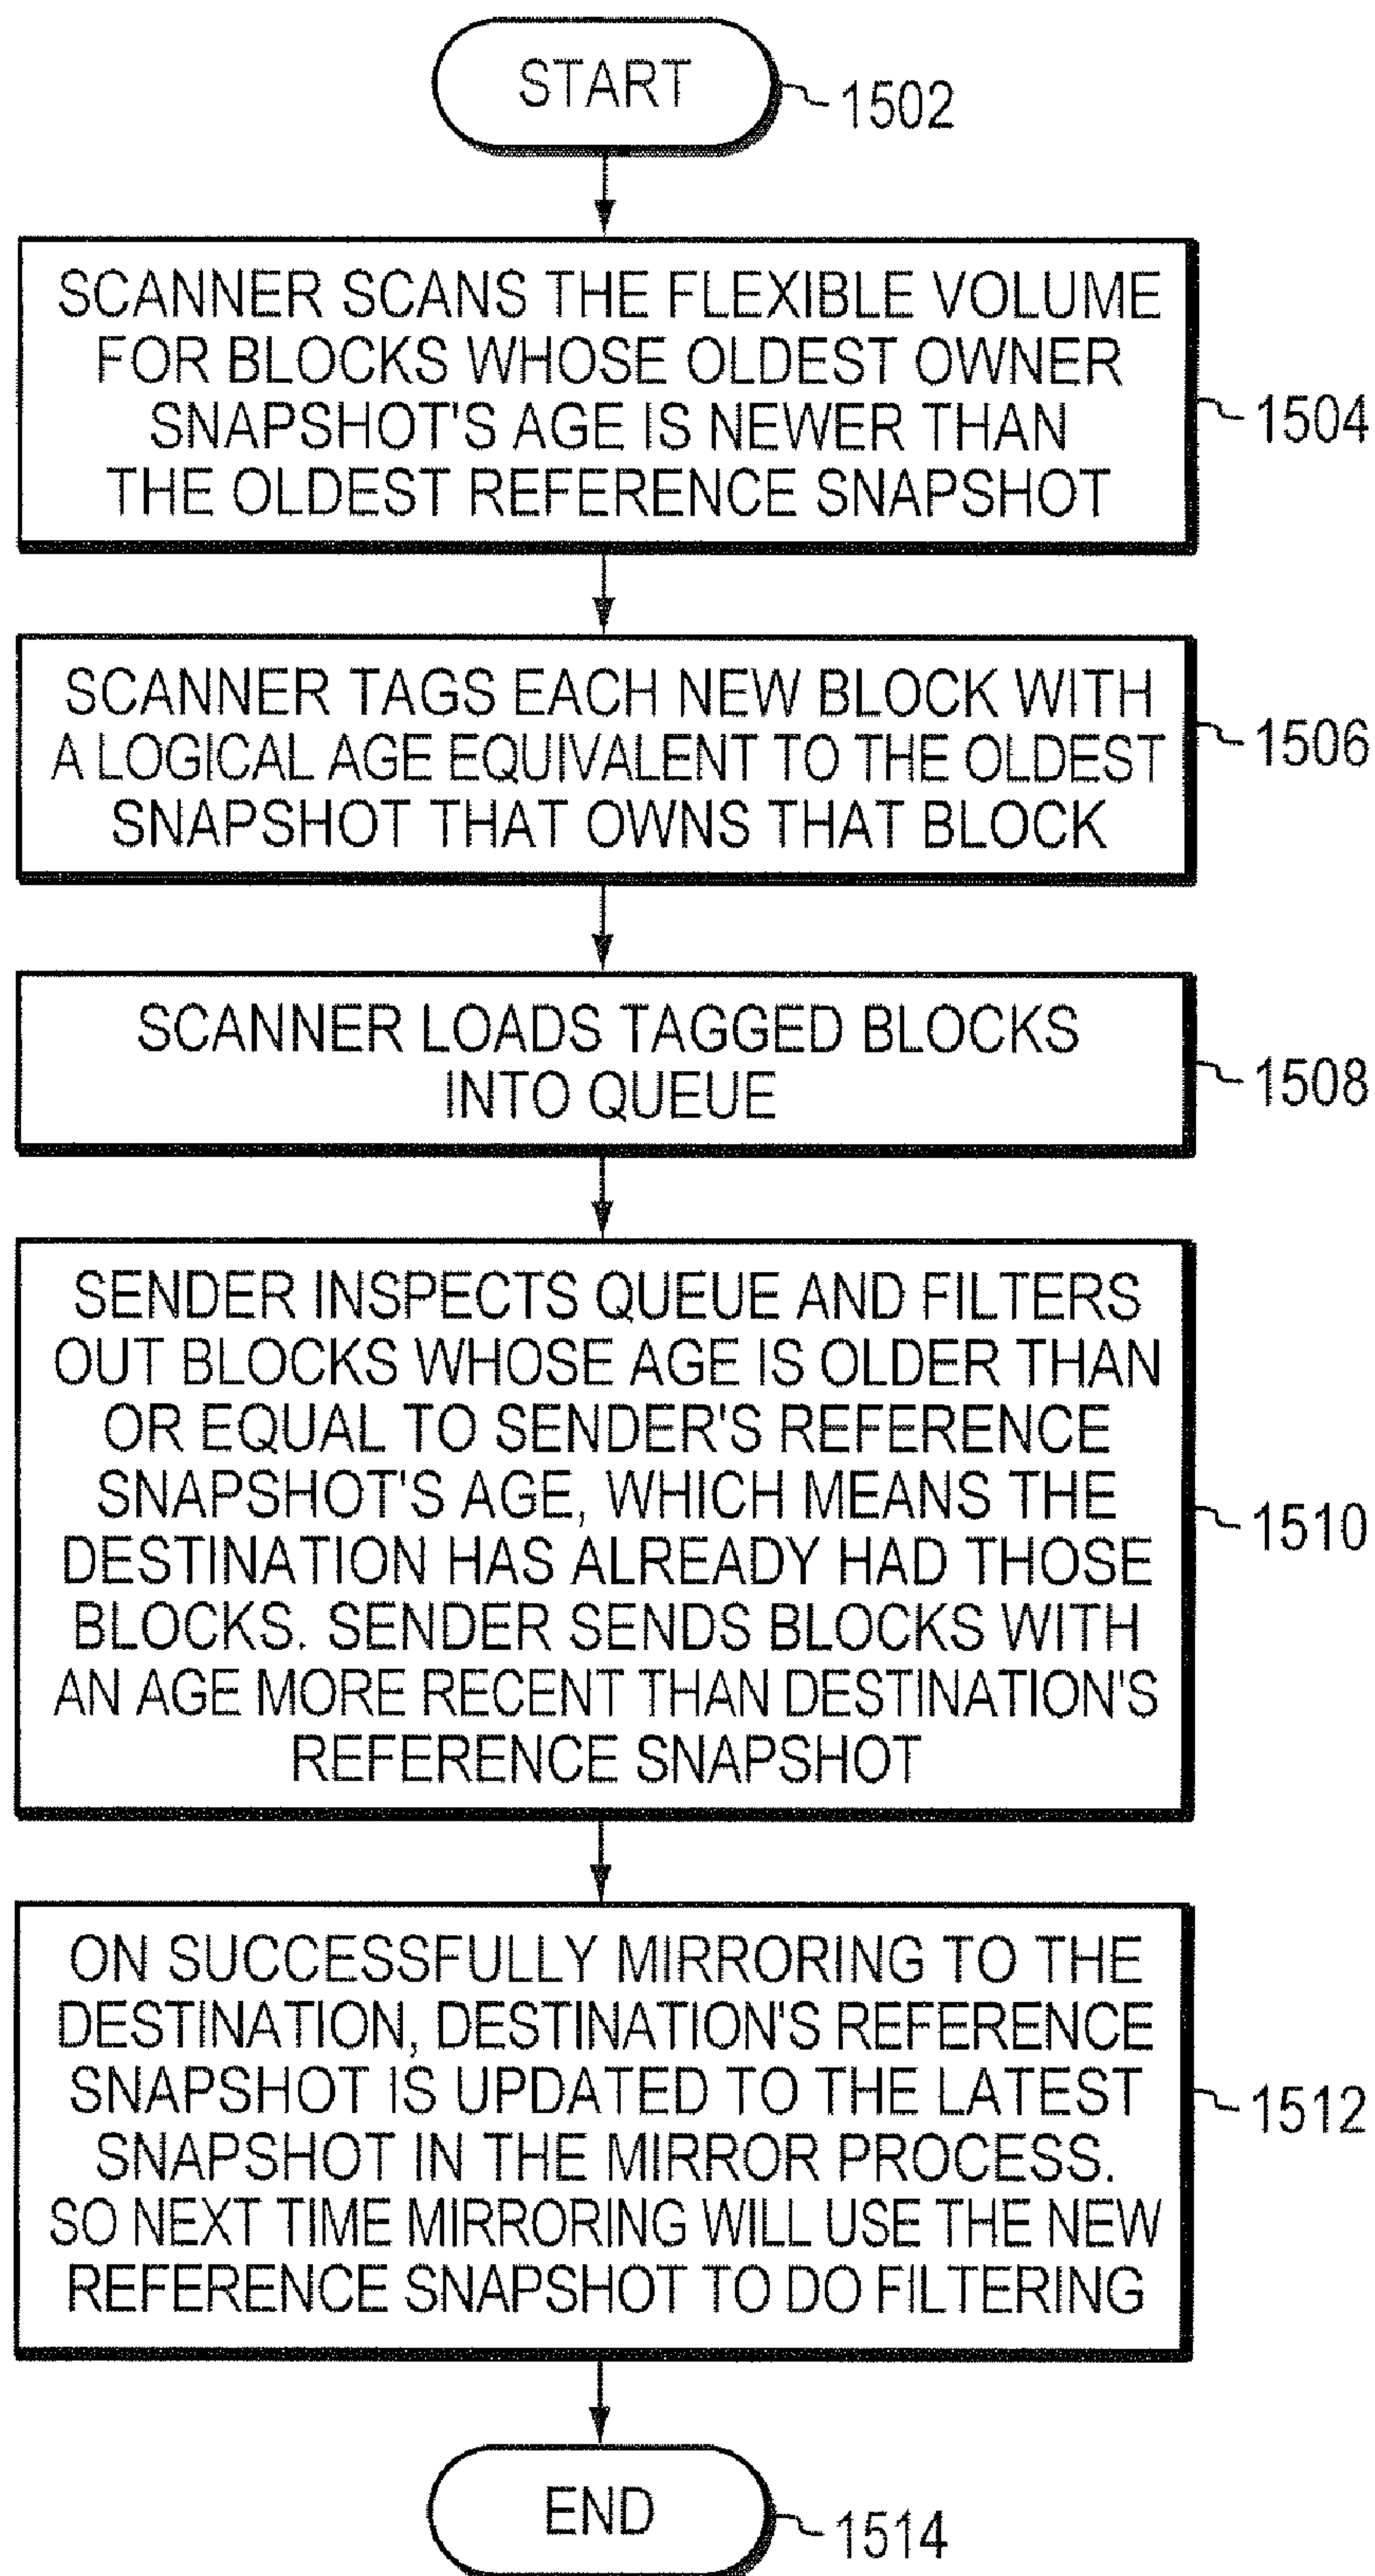 START
1502
SCANNER SCANS THE FLEXIBLE VOLUME
FOR BLOCKS WHOSE OLDEST OWNER
SNAPSHOT'S AGE IS NEWER THAN
THE OLDEST REFERENCE SNAPSHOT
1504
SCANNER TAGS EACH NEW BLOCK WITH
A LOGICAL AGE EQUIVALENT TO THE OLDEST
SNAPSHOT THAT OWNS THAT BLOCK
1506
SCANNER LOADS TAGGED BLOCKS
INTO QUEUE
1508
SENDER INSPECTS QUEUE AND FILTERS
OUT BLOCKS WHOSE AGE IS OLDER THAN
OR EQUAL TO SENDER'S REFERENCE
SNAPSHOT'S AGE, WHICH MEANS THE
DESTINATION HAS ALREADY HAD THOSE
BLOCKS. SENDER SENDS BLOCKS WITH
AN AGE MORE RECENT THAN DESTINATION'S
REFERENCE SNAPSHOT
1510
ON SUCCESSFULLY MIRRORING TO THE
DESTINATION, DESTINATION'S REFERENCE
SNAPSHOT IS UPDATED TO THE LATEST
SNAPSHOT IN THE MIRROR PROCESS.
SO NEXT TIME MIRRORING WILL USE THE NEW
REFERENCE SNAPSHOT TO DO FILTERING
1512
END
1514